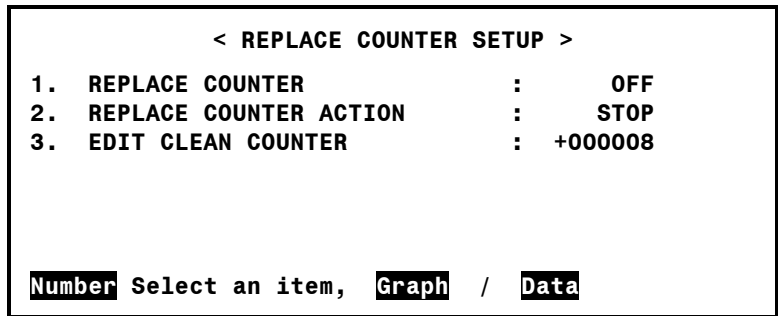 < REPLACE COUNTER SETUP >
1. REPLACE COUNTER : OFF
2. REPLACE COUNTER ACTION : STOP
3. EDIT CLEAN COUNTER : +000008
Number Select an item, Graph / Data